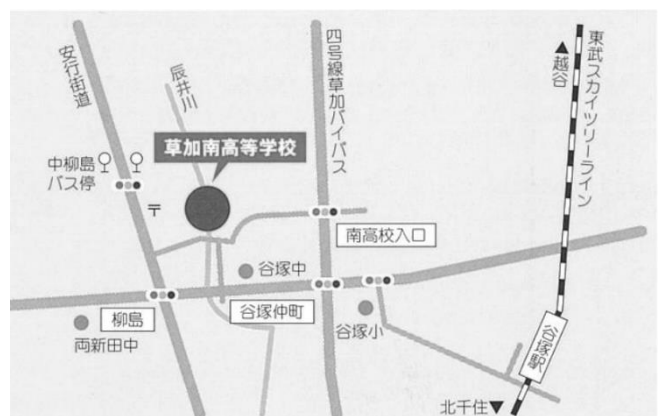 安行街道
辰井川
四号線草加バイパス
東武スカイツリーライン
▲越谷
草加南高等学校
中柳島
バス停
〒
南高校入口
谷塚中
柳島
谷塚仲町
両新田中
谷塚小
谷塚駅
北千住▼